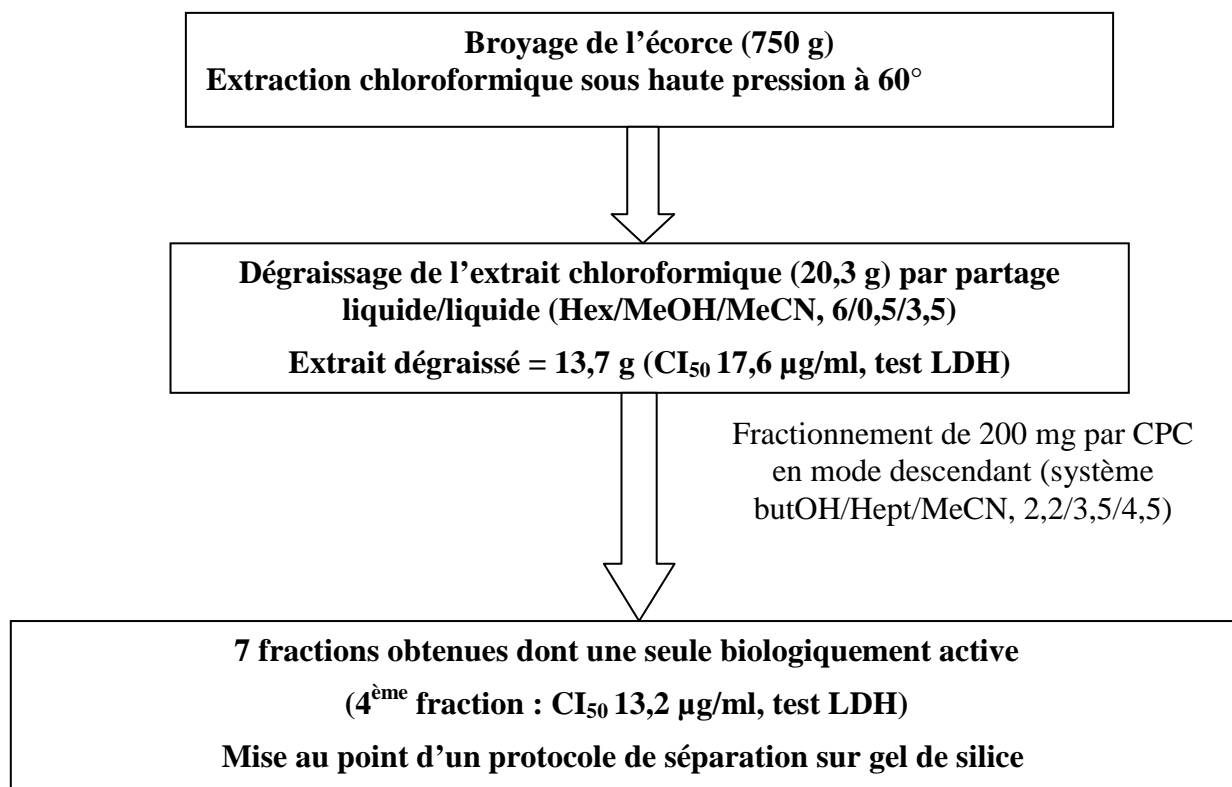 Broyage de l’écorce (750 g)
Extraction chloroformique sous haute pression à 60°
Dégraissage de l’extrait chloroformique (20,3 g) par partage
liquide/liquide (Hex/MeOH/MeCN, 6/0,5/3,5)
Extrait dégraissé = 13,7 g (CI₅₀ 17,6 µg/ml, test LDH)
Fractionnement de 200 mg par CPC
en mode descendant (système
butOH/Hept/MeCN, 2,2/3,5/4,5)
7 fractions obtenues dont une seule biologiquement active
(4ème fraction : CI₅₀ 13,2 µg/ml, test LDH)
Mise au point d’un protocole de séparation sur gel de silice